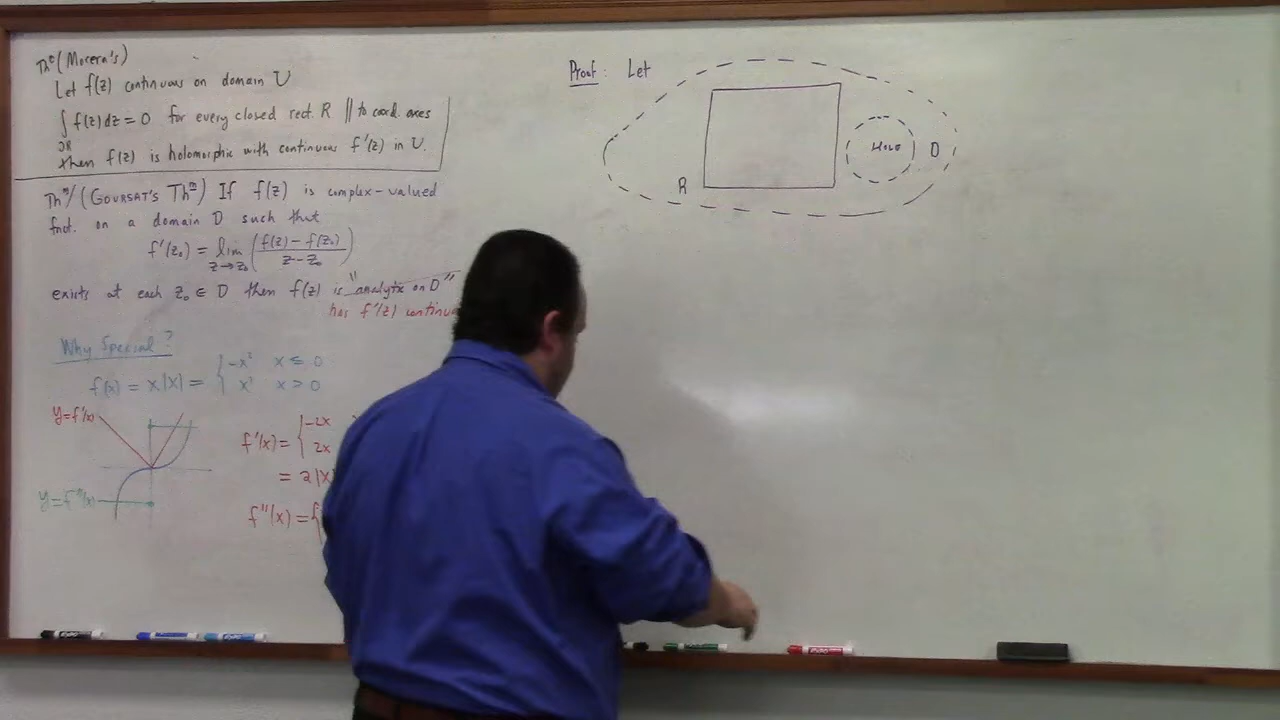 Thᵐ (Morera's)
Let f(z) continuous on domain U
∫ f(z)dz = 0 for every closed rect. R ∥ to coord. axes
∂R
then f(z) is holomorphic with continuous f'(z) in U.
Thᵐ/ (GOURSAT'S Thᵐ) If f(z) is complex-valued
fnct. on a domain D such that
f'(z₀) = lim z→z₀ ( f(z) - f(z₀) / z - z₀ )
exists at each z₀ ∈ D then f(z) is "analytic on D"
has f'(z) continu
Why Special?
f(x) = x|x| = { -x² x ≤ 0
x² x > 0
y=f'(x)
f'(x) = { -2x
2x
= 2|x|
y=f''(x)
f''(x) = {
Proof: Let
R
HOLE
D